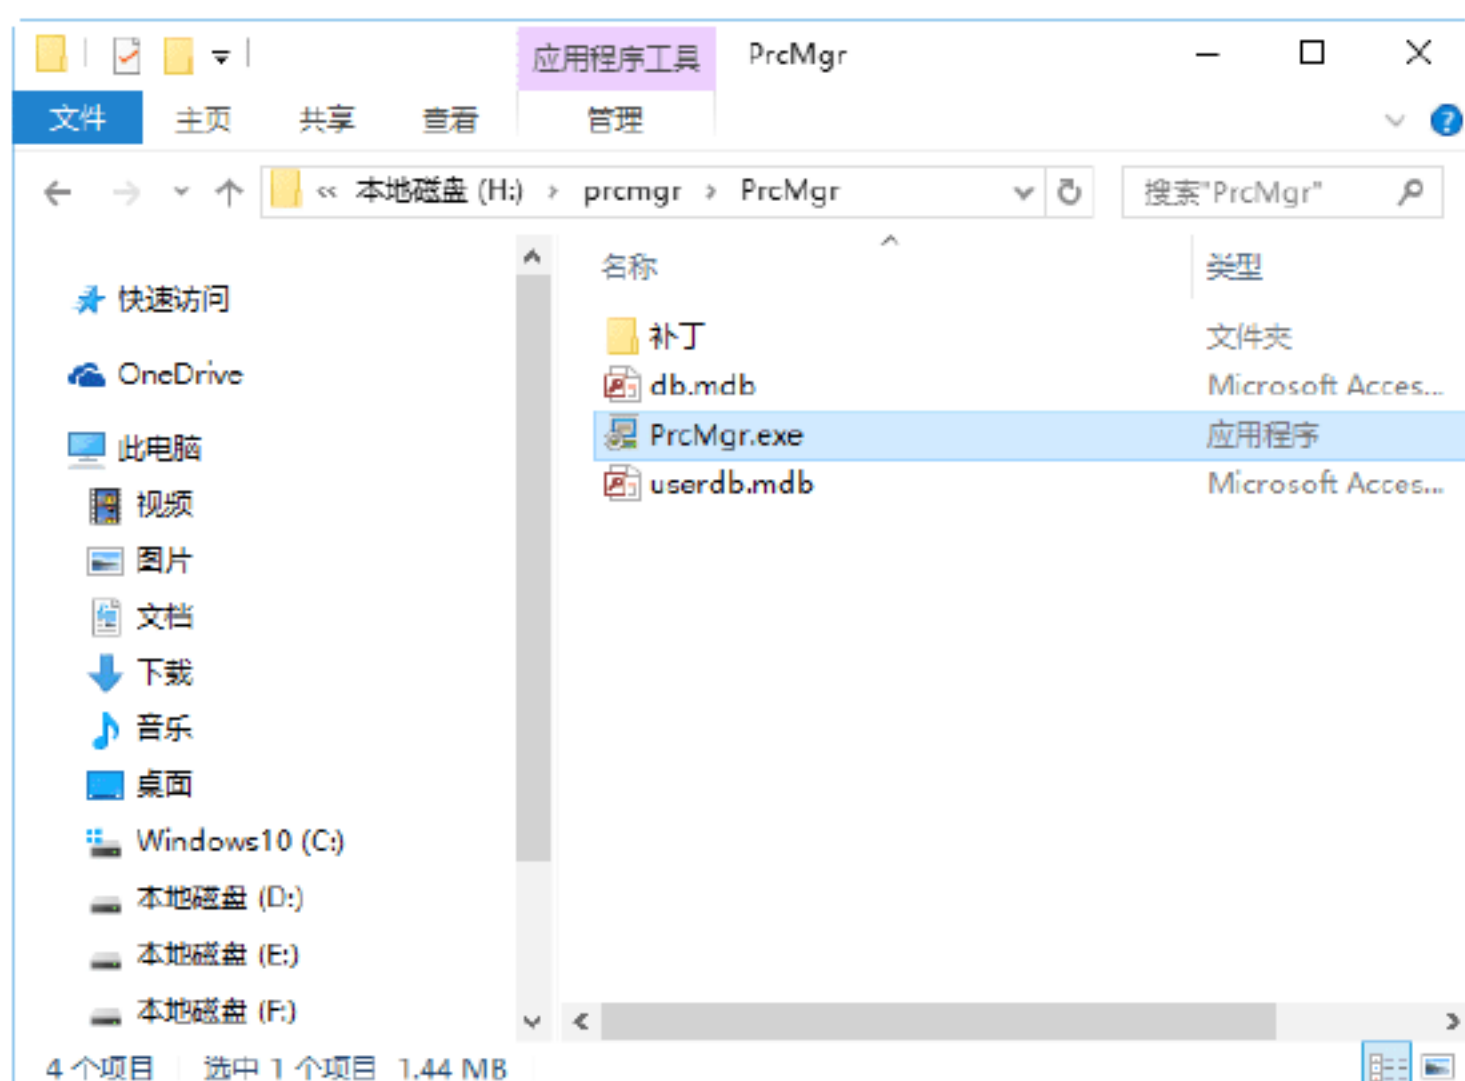 应用程序工具 PrcMgr
文件 主页 共享 查看 管理
« 本地磁盘 (H:) › prcmgr › PrcMgr 搜索"PrcMgr"
名称 类型
快速访问
OneDrive
此电脑
视频
图片
文档
下载
音乐
桌面
Windows10 (C:)
本地磁盘 (D:)
本地磁盘 (E:)
本地磁盘 (F:)
补丁 文件夹
db.mdb Microsoft Acces...
PrcMgr.exe 应用程序
userdb.mdb Microsoft Acces...
4 个项目 选中 1 个项目 1.44 MB